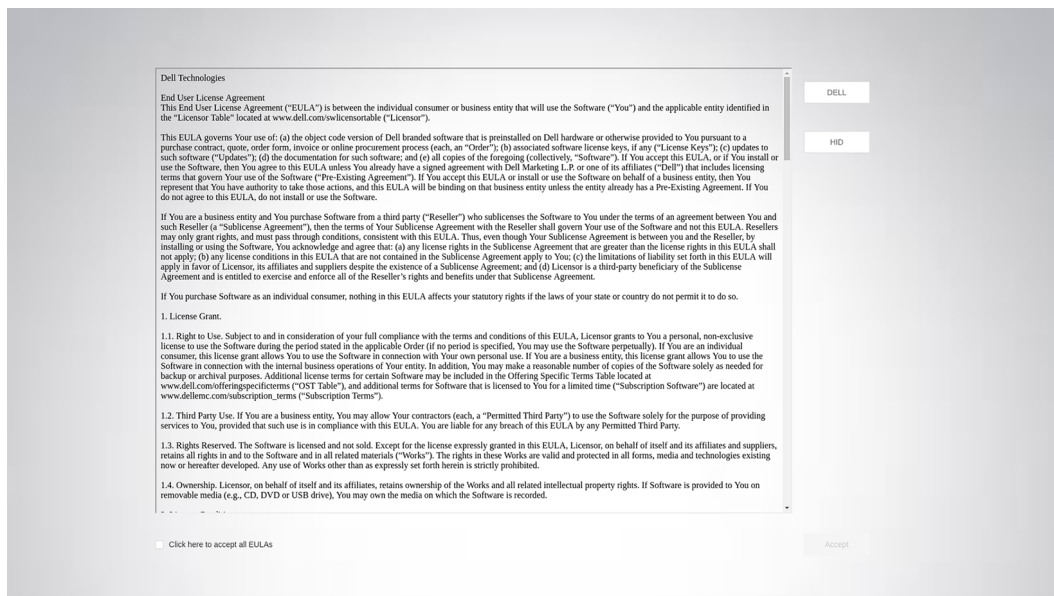 Dell Technologies
End User License Agreement
This End User License Agreement (“EULA”) is between the individual consumer or business entity that will use the Software (“You”) and the applicable entity identified in
the “Licensor Table” located at www.dell.com/swlicensortable (“Licensor”).
This EULA governs Your use of: (a) the object code version of Dell branded software that is preinstalled on Dell hardware or otherwise provided to You pursuant to a
purchase contract, quote, order form, invoice or online procurement process (each, an “Order”); (b) associated software license keys, if any (“License Keys”); (c) updates to
such software (“Updates”); (d) the documentation for such software; and (e) all copies of the foregoing (collectively, “Software”). If You accept this EULA, or if You install or
use the Software, then You agree to this EULA unless You already have a signed agreement with Dell Marketing L.P. or one of its affiliates (“Dell”) that includes licensing
terms that govern Your use of the Software (“Pre-Existing Agreement”). If You accept this EULA or install or use the Software on behalf of a business entity, then You
represent that You have authority to take those actions, and this EULA will be binding on that business entity unless the entity already has a Pre-Existing Agreement. If You
do not agree to this EULA, do not install or use the Software.
If You are a business entity and You purchase Software from a third party (“Reseller”) who sublicenses the Software to You under the terms of an agreement between You and
such Reseller (a “Sublicense Agreement”), then the terms of Your Sublicense Agreement with the Reseller shall govern Your use of the Software and not this EULA. Resellers
may only grant rights, and must pass through conditions, consistent with this EULA. Thus, even though Your Sublicense Agreement is between you and the Reseller, by
installing or using the Software, You acknowledge and agree that: (a) any license rights in the Sublicense Agreement that are greater than the license rights in this EULA shall
not apply; (b) any license conditions in this EULA that are not contained in the Sublicense Agreement apply to You; (c) the limitations of liability set forth in this EULA will
apply in favor of Licensor, its affiliates and suppliers despite the existence of a Sublicense Agreement; and (d) Licensor is a third-party beneficiary of the Sublicense
Agreement and is entitled to exercise and enforce all of the Reseller’s rights and benefits under that Sublicense Agreement.
If You purchase Software as an individual consumer, nothing in this EULA affects your statutory rights if the laws of your state or country do not permit it to do so.
1. License Grant.
1.1. Right to Use. Subject to and in consideration of your full compliance with the terms and conditions of this EULA, Licensor grants to You a personal, non-exclusive
license to use the Software during the period stated in the applicable Order (if no period is specified, You may use the Software perpetually). If You are an individual
consumer, this license grant allows You to use the Software in connection with Your own personal use. If You are a business entity, this license grant allows You to use the
Software in connection with the internal business operations of Your entity. In addition, You may make a reasonable number of copies of the Software solely as needed for
backup or archival purposes. Additional license terms for certain Software may be included in the Offering Specific Terms Table located at
www.dell.com/offeringspecificterms (“OST Table”), and additional terms for Software that is licensed to You for a limited time (“Subscription Software”) are located at
www.dellemc.com/subscription_terms (“Subscription Terms”).
1.2. Third Party Use. If You are a business entity, You may allow Your contractors (each, a “Permitted Third Party”) to use the Software solely for the purpose of providing
services to You, provided that such use is in compliance with this EULA. You are liable for any breach of this EULA by any Permitted Third Party.
1.3. Rights Reserved. The Software is licensed and not sold. Except for the license expressly granted in this EULA, Licensor, on behalf of itself and its affiliates and suppliers,
retains all rights in and to the Software and in all related materials (“Works”). The rights in these Works are valid and protected in all forms, media and technologies existing
now or hereafter developed. Any use of Works other than as expressly set forth herein is strictly prohibited.
1.4. Ownership. Licensor, on behalf of itself and its affiliates, retains ownership of the Works and all related intellectual property rights. If Software is provided to You on
removable media (e.g., CD, DVD or USB drive), You may own the media on which the Software is recorded.
DELL
HID
Click here to accept all EULAs
Accept